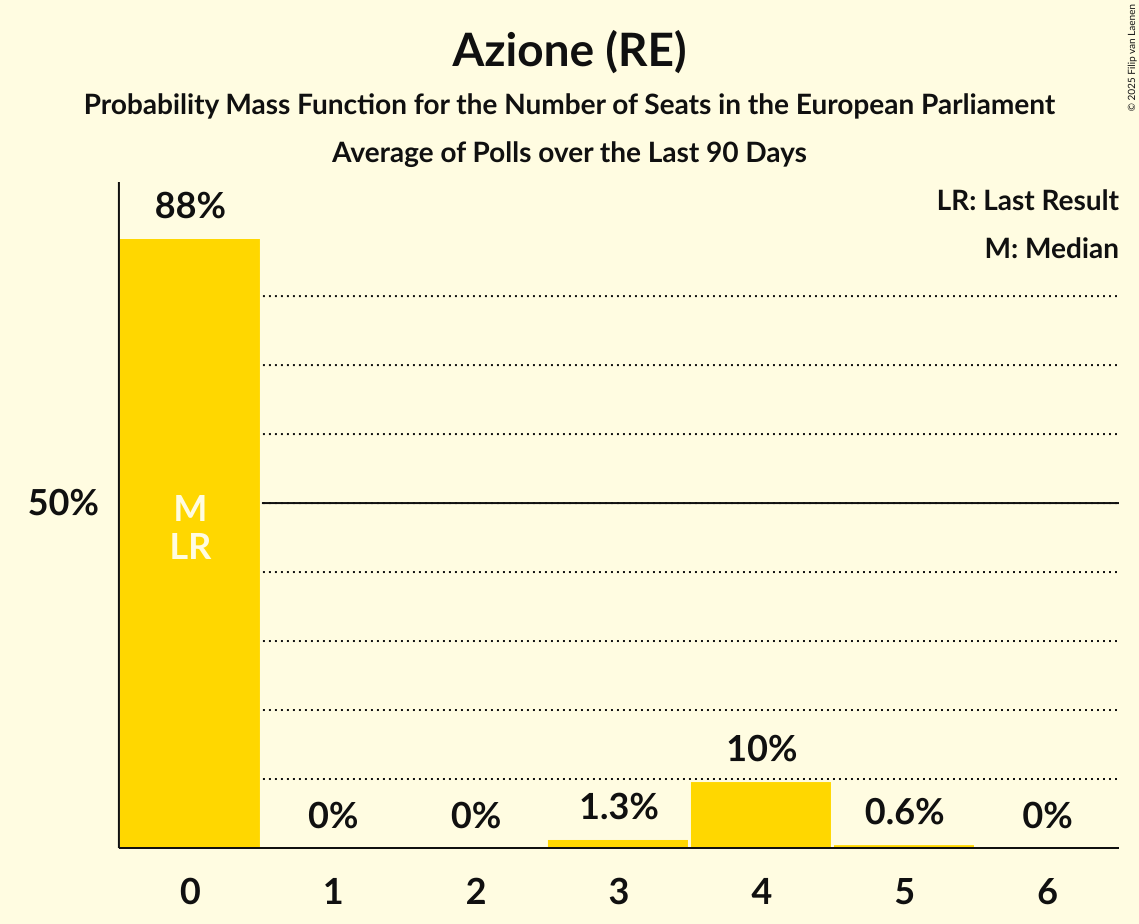 Azione (RE)
Probability Mass Function for the Number of Seats in the European Parliament
Average of Polls over the Last 90 Days
© 2025 Filip van Laenen
LR: Last Result
M: Median
88%
50%
M
LR
0%
0%
1.3%
10%
0.6%
0%
0
1
2
3
4
5
6